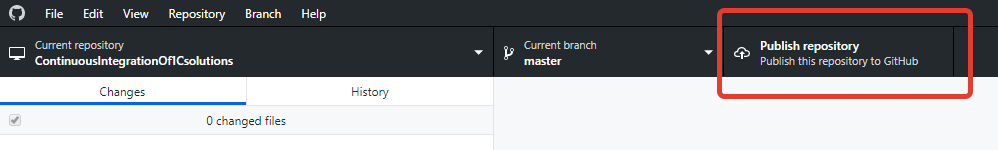 File Edit View Repository Branch Help
Current repository
ContinuousIntegrationOf1Csolutions
Current branch
master
Publish repository
Publish this repository to GitHub
Changes History
0 changed files